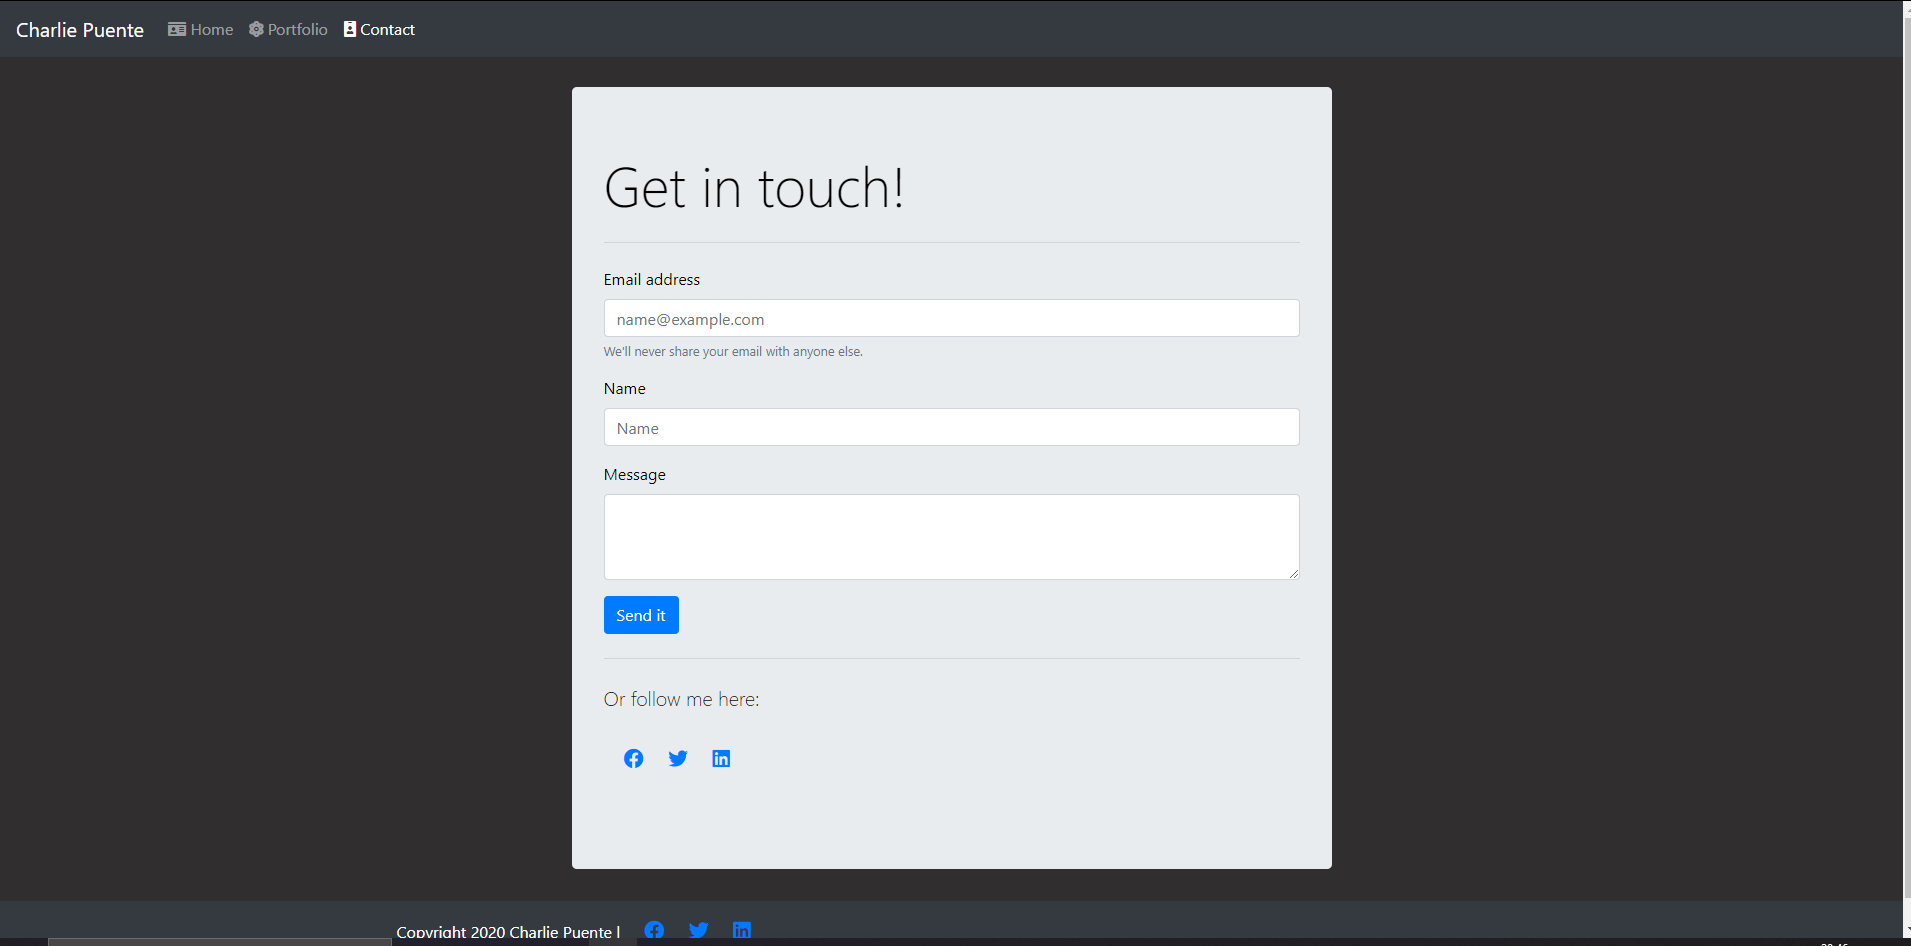 Charlie Puente Home Portfolio Contact
Get in touch!
Email address
name@example.com
We'll never share your email with anyone else.
Name
Name
Message
Send it
Or follow me here:
Copyright 2020 Charlie Puente |